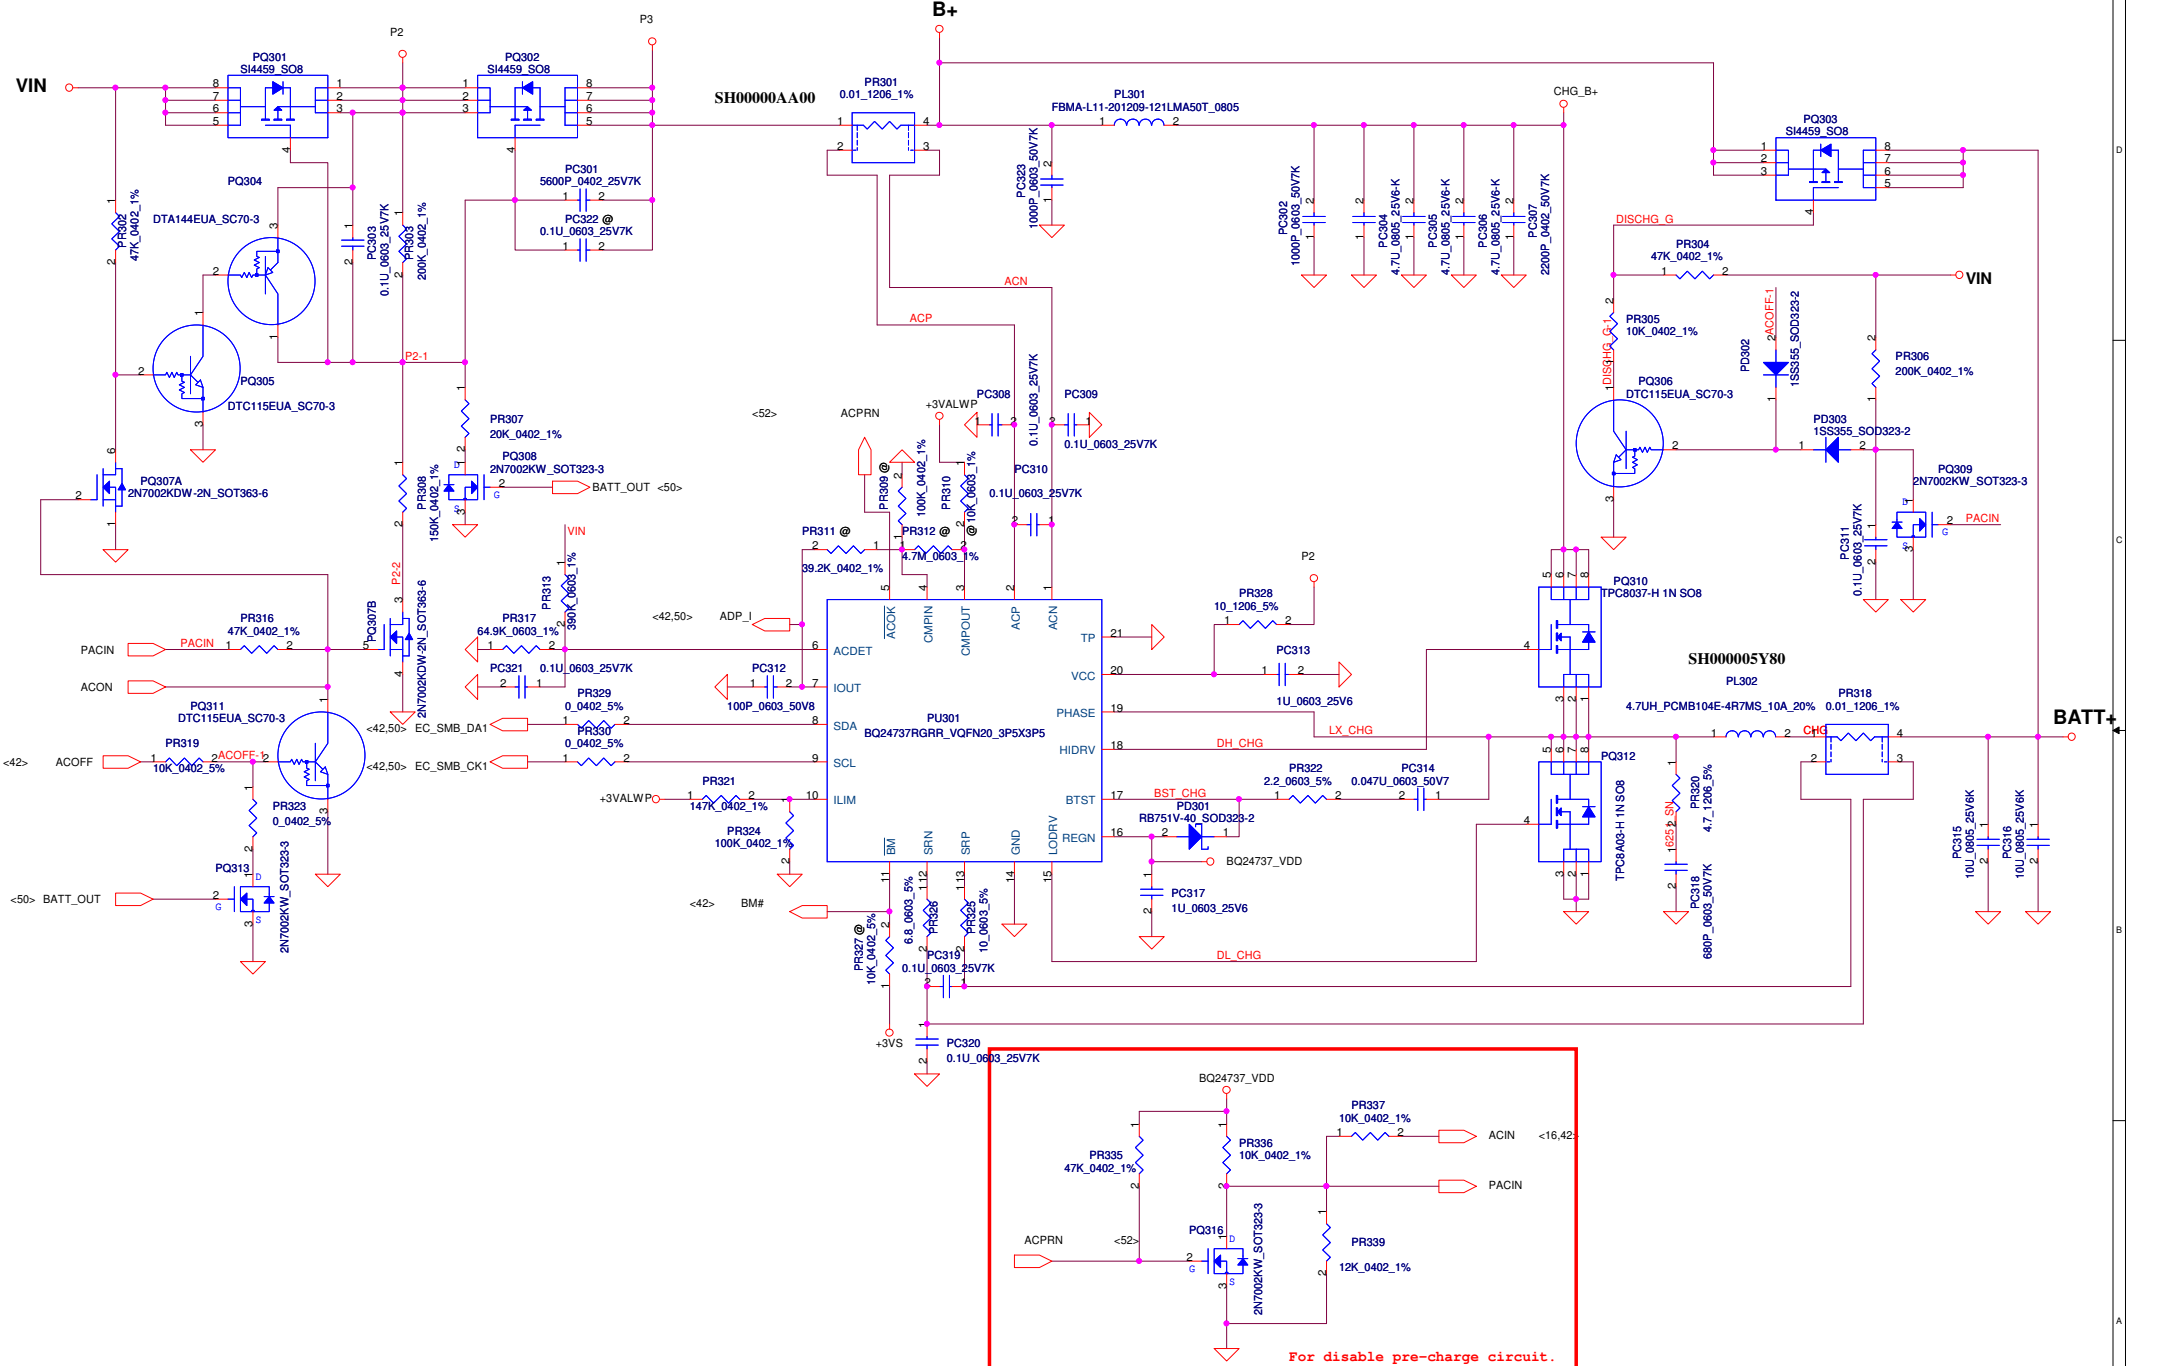 B+
P3
P2
VIN
PQ301
SI4459_SO8
PQ302
SI4459_SO8
SH00000AA00
PR301
0.01_1206_1%
PL301
FBMA-L11-201209-121LMA50T_0805
CHG_B+
PQ303
SI4459_SO8
PC301
5600P_0402_25V7K
PC322 @
0.1U_0603_25V7K
PC323
1000P_0603_50V7K
PC302
1000P_0603_50V7K
PC304
4.7U_0805_25V6-K
PC305
4.7U_0805_25V6-K
PC306
4.7U_0805_25V6-K
PC307
2200P_0402_50V7K
DISCHG_G
PR304
47K_0402_1%
VIN
PQ304
DTA144EUA_SC70-3
PR302
47K_0402_1%
PC303
0.1U_0603_25V7K
PR303
200K_0402_1%
ACN
ACP
PR305
10K_0402_1%
DISCHG_G-1
ACOFF-1
PD302
1SS355_SOD323-2
PR306
200K_0402_1%
P2-1
PQ305
DTC115EUA_SC70-3
PQ306
DTC115EUA_SC70-3
PD303
1SS355_SOD323-2
PR307
20K_0402_1%
<52>
ACPRN
+3VALWP
PC308
0.1U_0603_25V7K
PC309
0.1U_0603_25V7K
PC310
0.1U_0603_25V7K
PQ308
2N7002KW_SOT323-3
BATT_OUT <50>
PR308
150K_0402_1%
PR309 @
100K_0402_1%
PR310
@ 10K_0603_1%
PQ307A
2N7002KDW-2N_SOT363-6
PQ309
2N7002KW_SOT323-3
PACIN
PC311
0.1U_0603_25V7K
PR311 @
39.2K_0402_1%
PR312 @
4.7M_0603_1%
VIN
P2-2
PR313
390K_0603_1%
PQ307B
2N7002KDW-2N_SOT363-6
PR316
47K_0402_1%
PACIN
PACIN
ACON
PR317
64.9K_0603_1%
PC321
0.1U_0603_25V7K
<42,50>
ADP_I
PC312
100P_0603_50V8
ACOK
CMPIN
CMPOUT
ACP
ACN
ACDET
IOUT
SDA
SCL
ILIM
BM
SRN
SRP
GND
LODRV
TP
VCC
PHASE
HIDRV
BTST
REGN
PU301
BQ24737RGRR_VQFN20_3P5X3P5
P2
PR328
10_1206_5%
PC313
1U_0603_25V6
PQ310
TPC8037-H 1N SO8
SH000005Y80
PL302
4.7UH_PCMB104E-4R7MS_10A_20%
PR318
0.01_1206_1%
CHG
BATT+
PQ311
DTC115EUA_SC70-3
PR329
0_0402_5%
<42,50> EC_SMB_DA1
PR330
0_0402_5%
<42,50> EC_SMB_CK1
LX_CHG
DH_CHG
<42>
ACOFF
PR319
10K_0402_5%
ACOFF-1
PR323
0_0402_5%
+3VALWP
PR321
147K_0402_1%
PR324
100K_0402_1%
BST_CHG
PR322
2.2_0603_5%
PC314
0.047U_0603_50V7
PD301
RB751V-40_SOD323-2
BQ24737_VDD
PC317
1U_0603_25V6
PQ312
TPC8A03-H 1N SO8
PR320
4.7_1206_5%
6251_SN
PC318
680P_0603_50V7K
PC315
10U_0805_25V6K
PC316
10U_0805_25V6K
PQ313
2N7002KW_SOT323-3
<50> BATT_OUT
<42>
BM#
PR327 @
10K_0402_5%
PR326
6.8_0603_5%
PR325
10_0603_5%
PC319
0.1U_0603_25V7K
DL_CHG
+3VS
PC320
0.1U_0603_25V7K
BQ24737_VDD
PR335
47K_0402_1%
PR336
10K_0402_1%
PR337
10K_0402_1%
ACIN
<16,42>
PACIN
PQ316
2N7002KW_SOT323-3
ACPRN
<52>
PR339
12K_0402_1%
For disable pre-charge circuit.
D
C
B
A